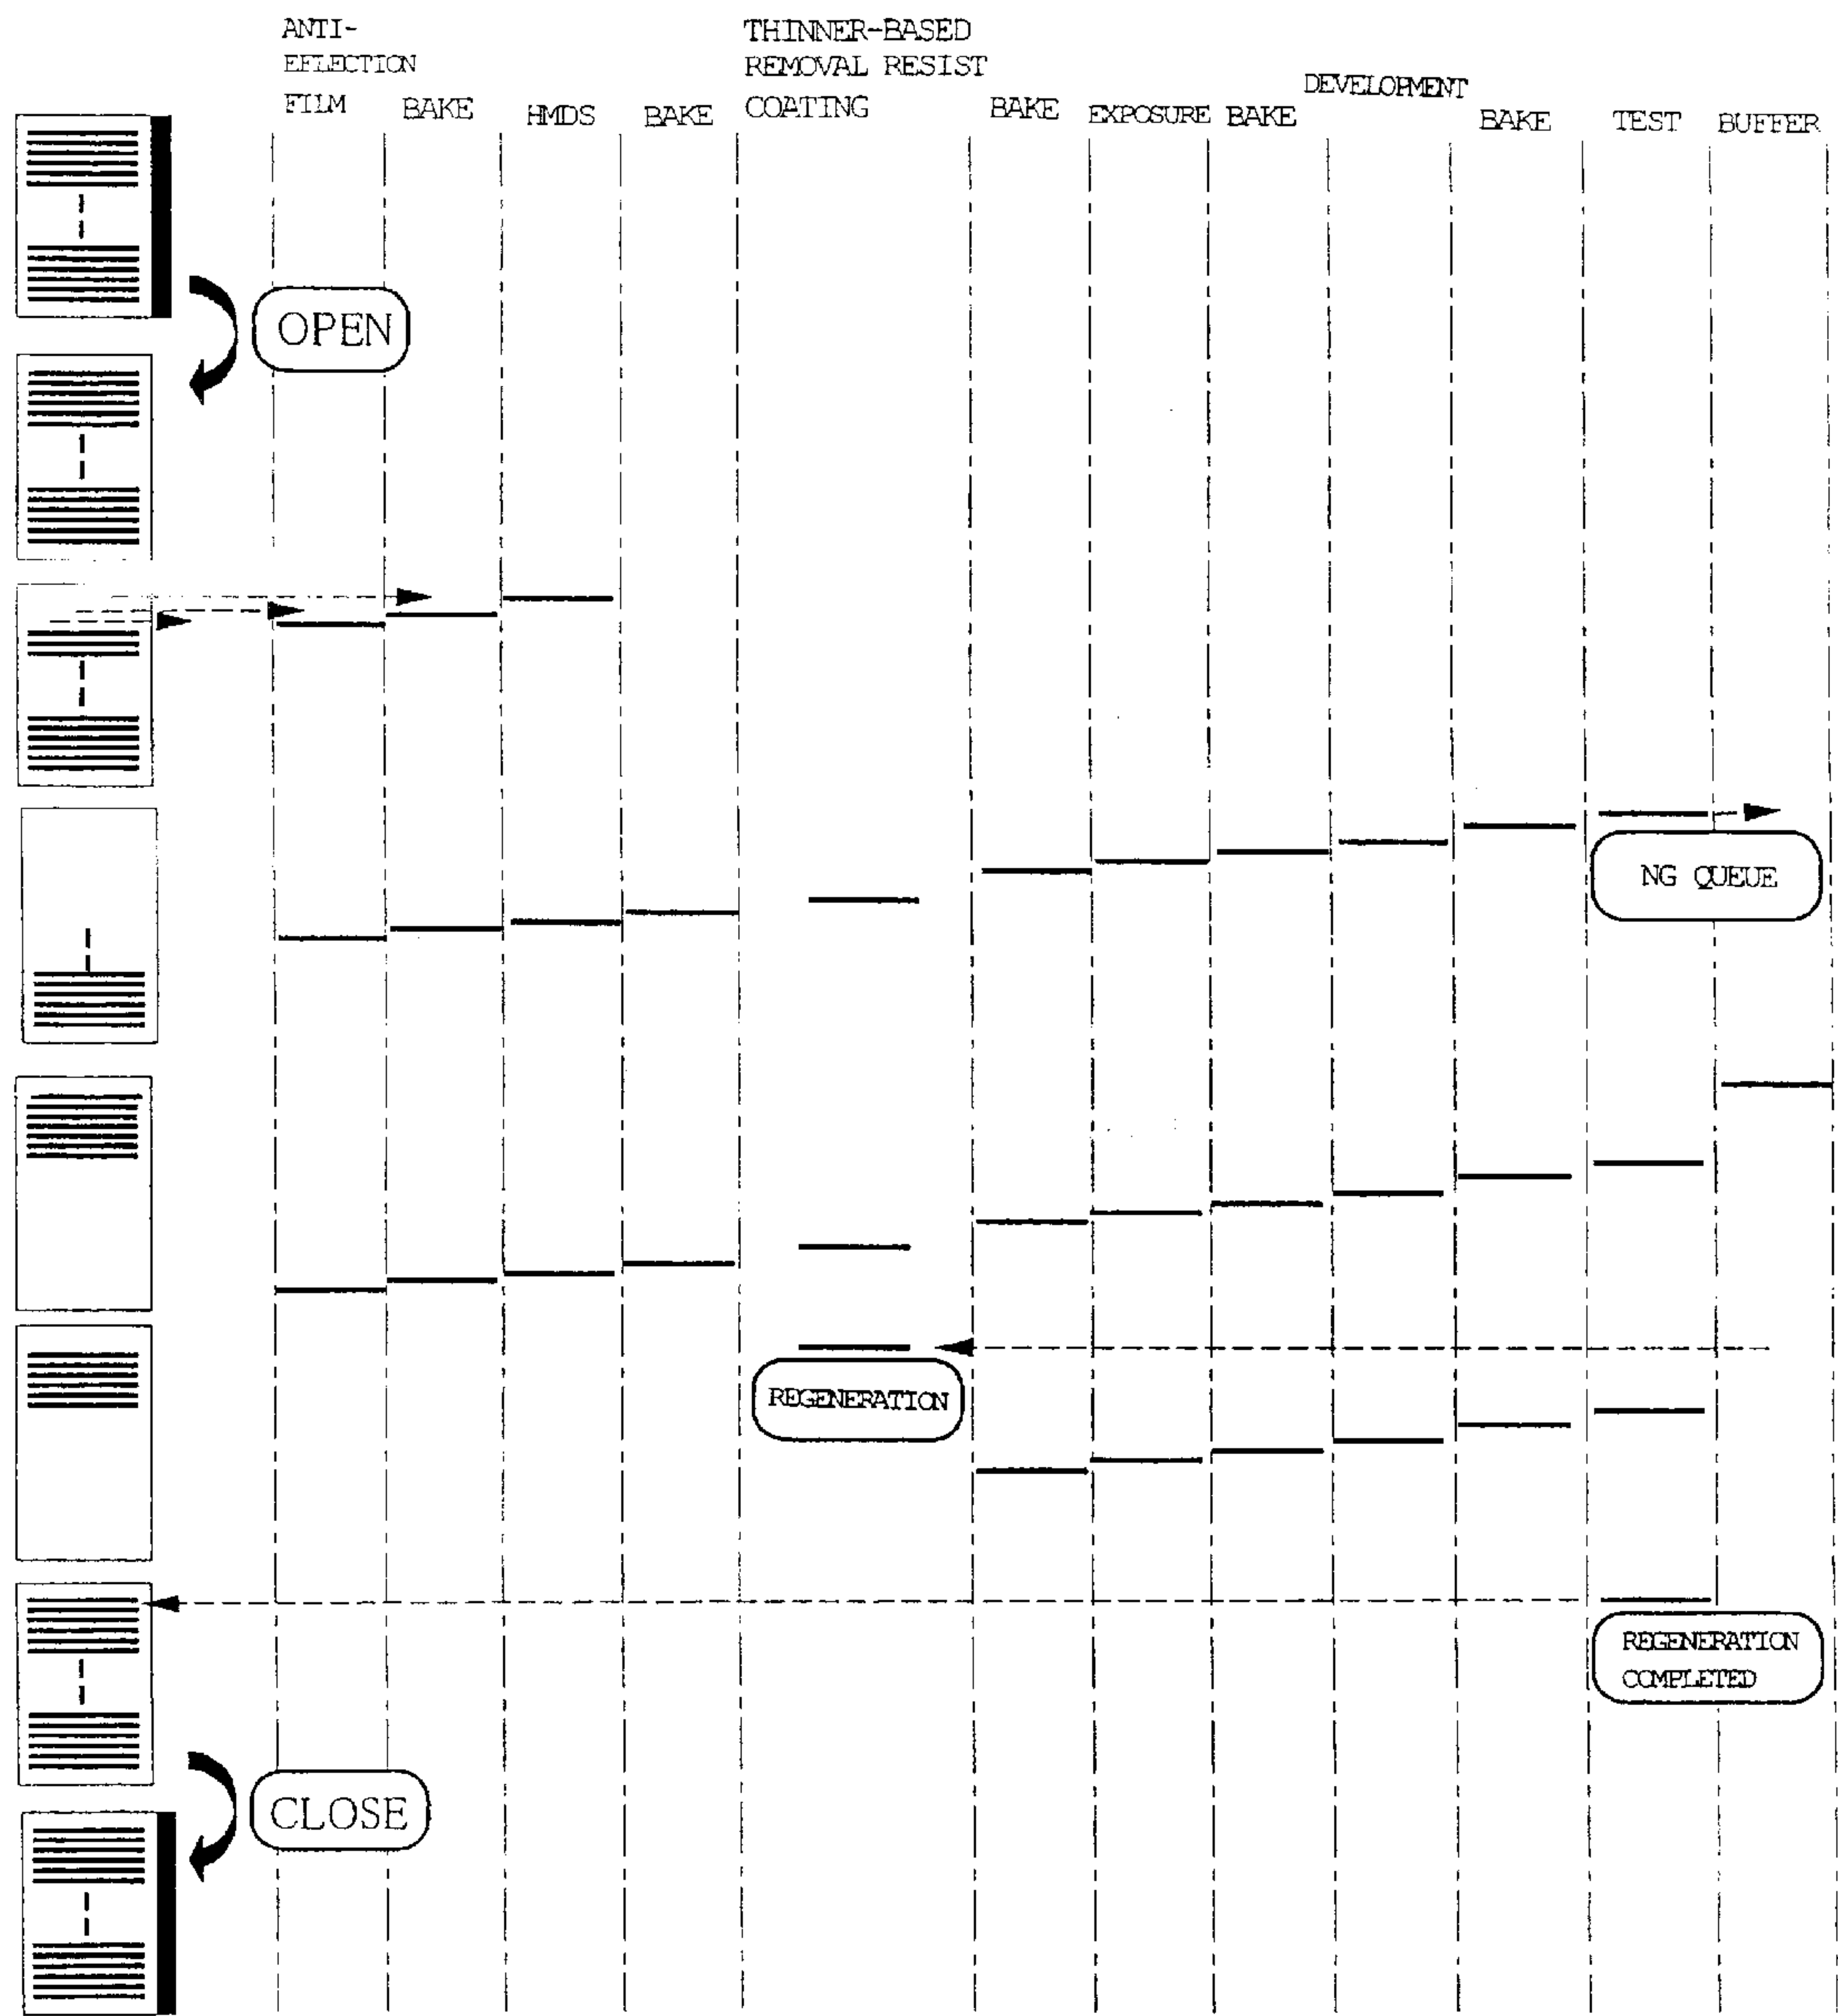 ANTI-
EFLECTION
FILM
BAKE
HMDS
BAKE
THINNER-BASED
REMOVAL RESIST
COATING
BAKE
EXPOSURE
BAKE
DEVELOPMENT
BAKE
TEST
BUFFER
OPEN
NG QUEUE
REGENERATION
REGENERATION
COMPLETED
CLOSE